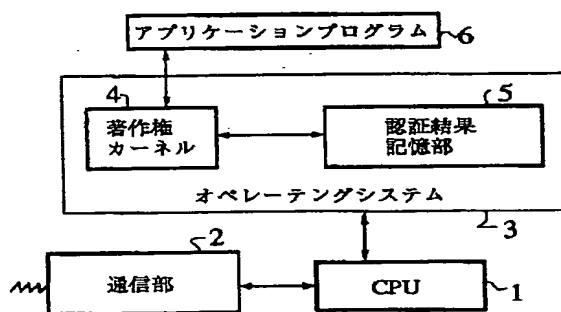 アプリケーションプログラム
6
4
5
著作権
カーネル
認証結果
記憶部
オペレーテングシステム
3
2
通信部
CPU
1